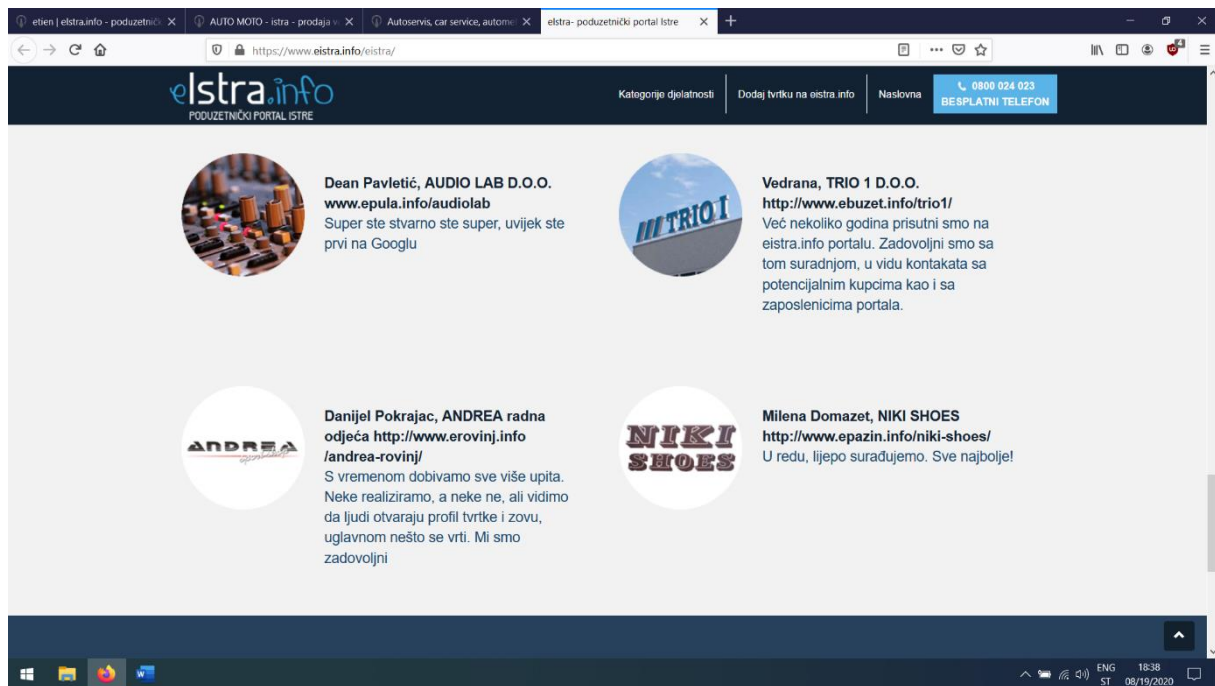 etien | eIstra.info - poduzetničk
AUTO MOTO - istra - prodaja v
Autoservis, car service, autome
eIstra- poduzetnički portal Istre
https://www.eistra.info/eistra/
4
eIstra.info
PODUZETNIČKI PORTAL ISTRE
Kategorije djelatnosti
Dodaj tvrtku na eistra.info
Naslovna
0800 024 023
BESPLATNI TELEFON
Dean Pavletić, AUDIO LAB D.O.O.
www.epula.info/audiolab
Super ste stvarno ste super, uvijek ste
prvi na Googlu
TRIO 1
Vedrana, TRIO 1 D.O.O.
http://www.ebuzet.info/trio1/
Već nekoliko godina prisutni smo na
eistra.info portalu. Zadovoljni smo sa
tom suradnjom, u vidu kontakata sa
potencijalnim kupcima kao i sa
zaposlenicima portala.
ANDREA
Danijel Pokrajac, ANDREA radna
odjeća http://www.erovinj.info
/andrea-rovinj/
S vremenom dobivamo sve više upita.
Neke realiziramo, a neke ne, ali vidimo
da ljudi otvaraju profil tvrtke i zovu,
uglavnom nešto se vrti. Mi smo
zadovoljni
NIKI
SHOES
Milena Domazet, NIKI SHOES
http://www.epazin.info/niki-shoes/
U redu, lijepo surađujemo. Sve najbolje!
ENG
ST
18:38
08/19/2020